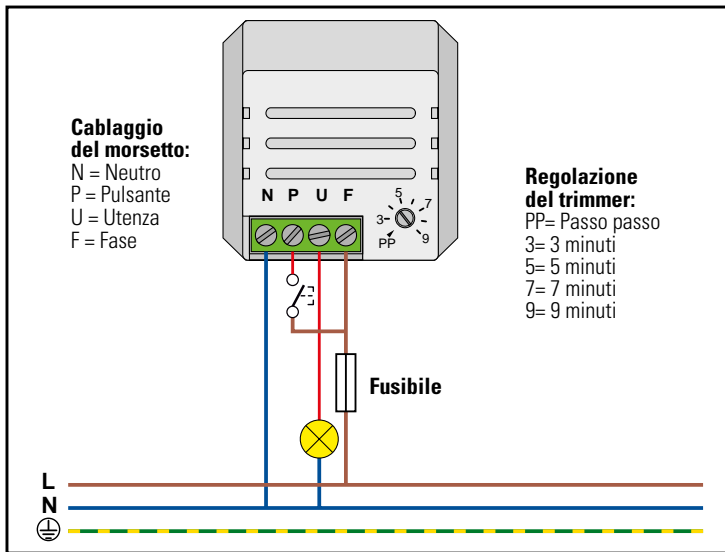 Cablaggio
del morsetto:
N = Neutro
P = Pulsante
U = Utenza
F = Fase
N P U F
5
7
3
9
PP
Regolazione
del trimmer:
PP= Passo passo
3= 3 minuti
5= 5 minuti
7= 7 minuti
9= 9 minuti
Fusibile
L
N